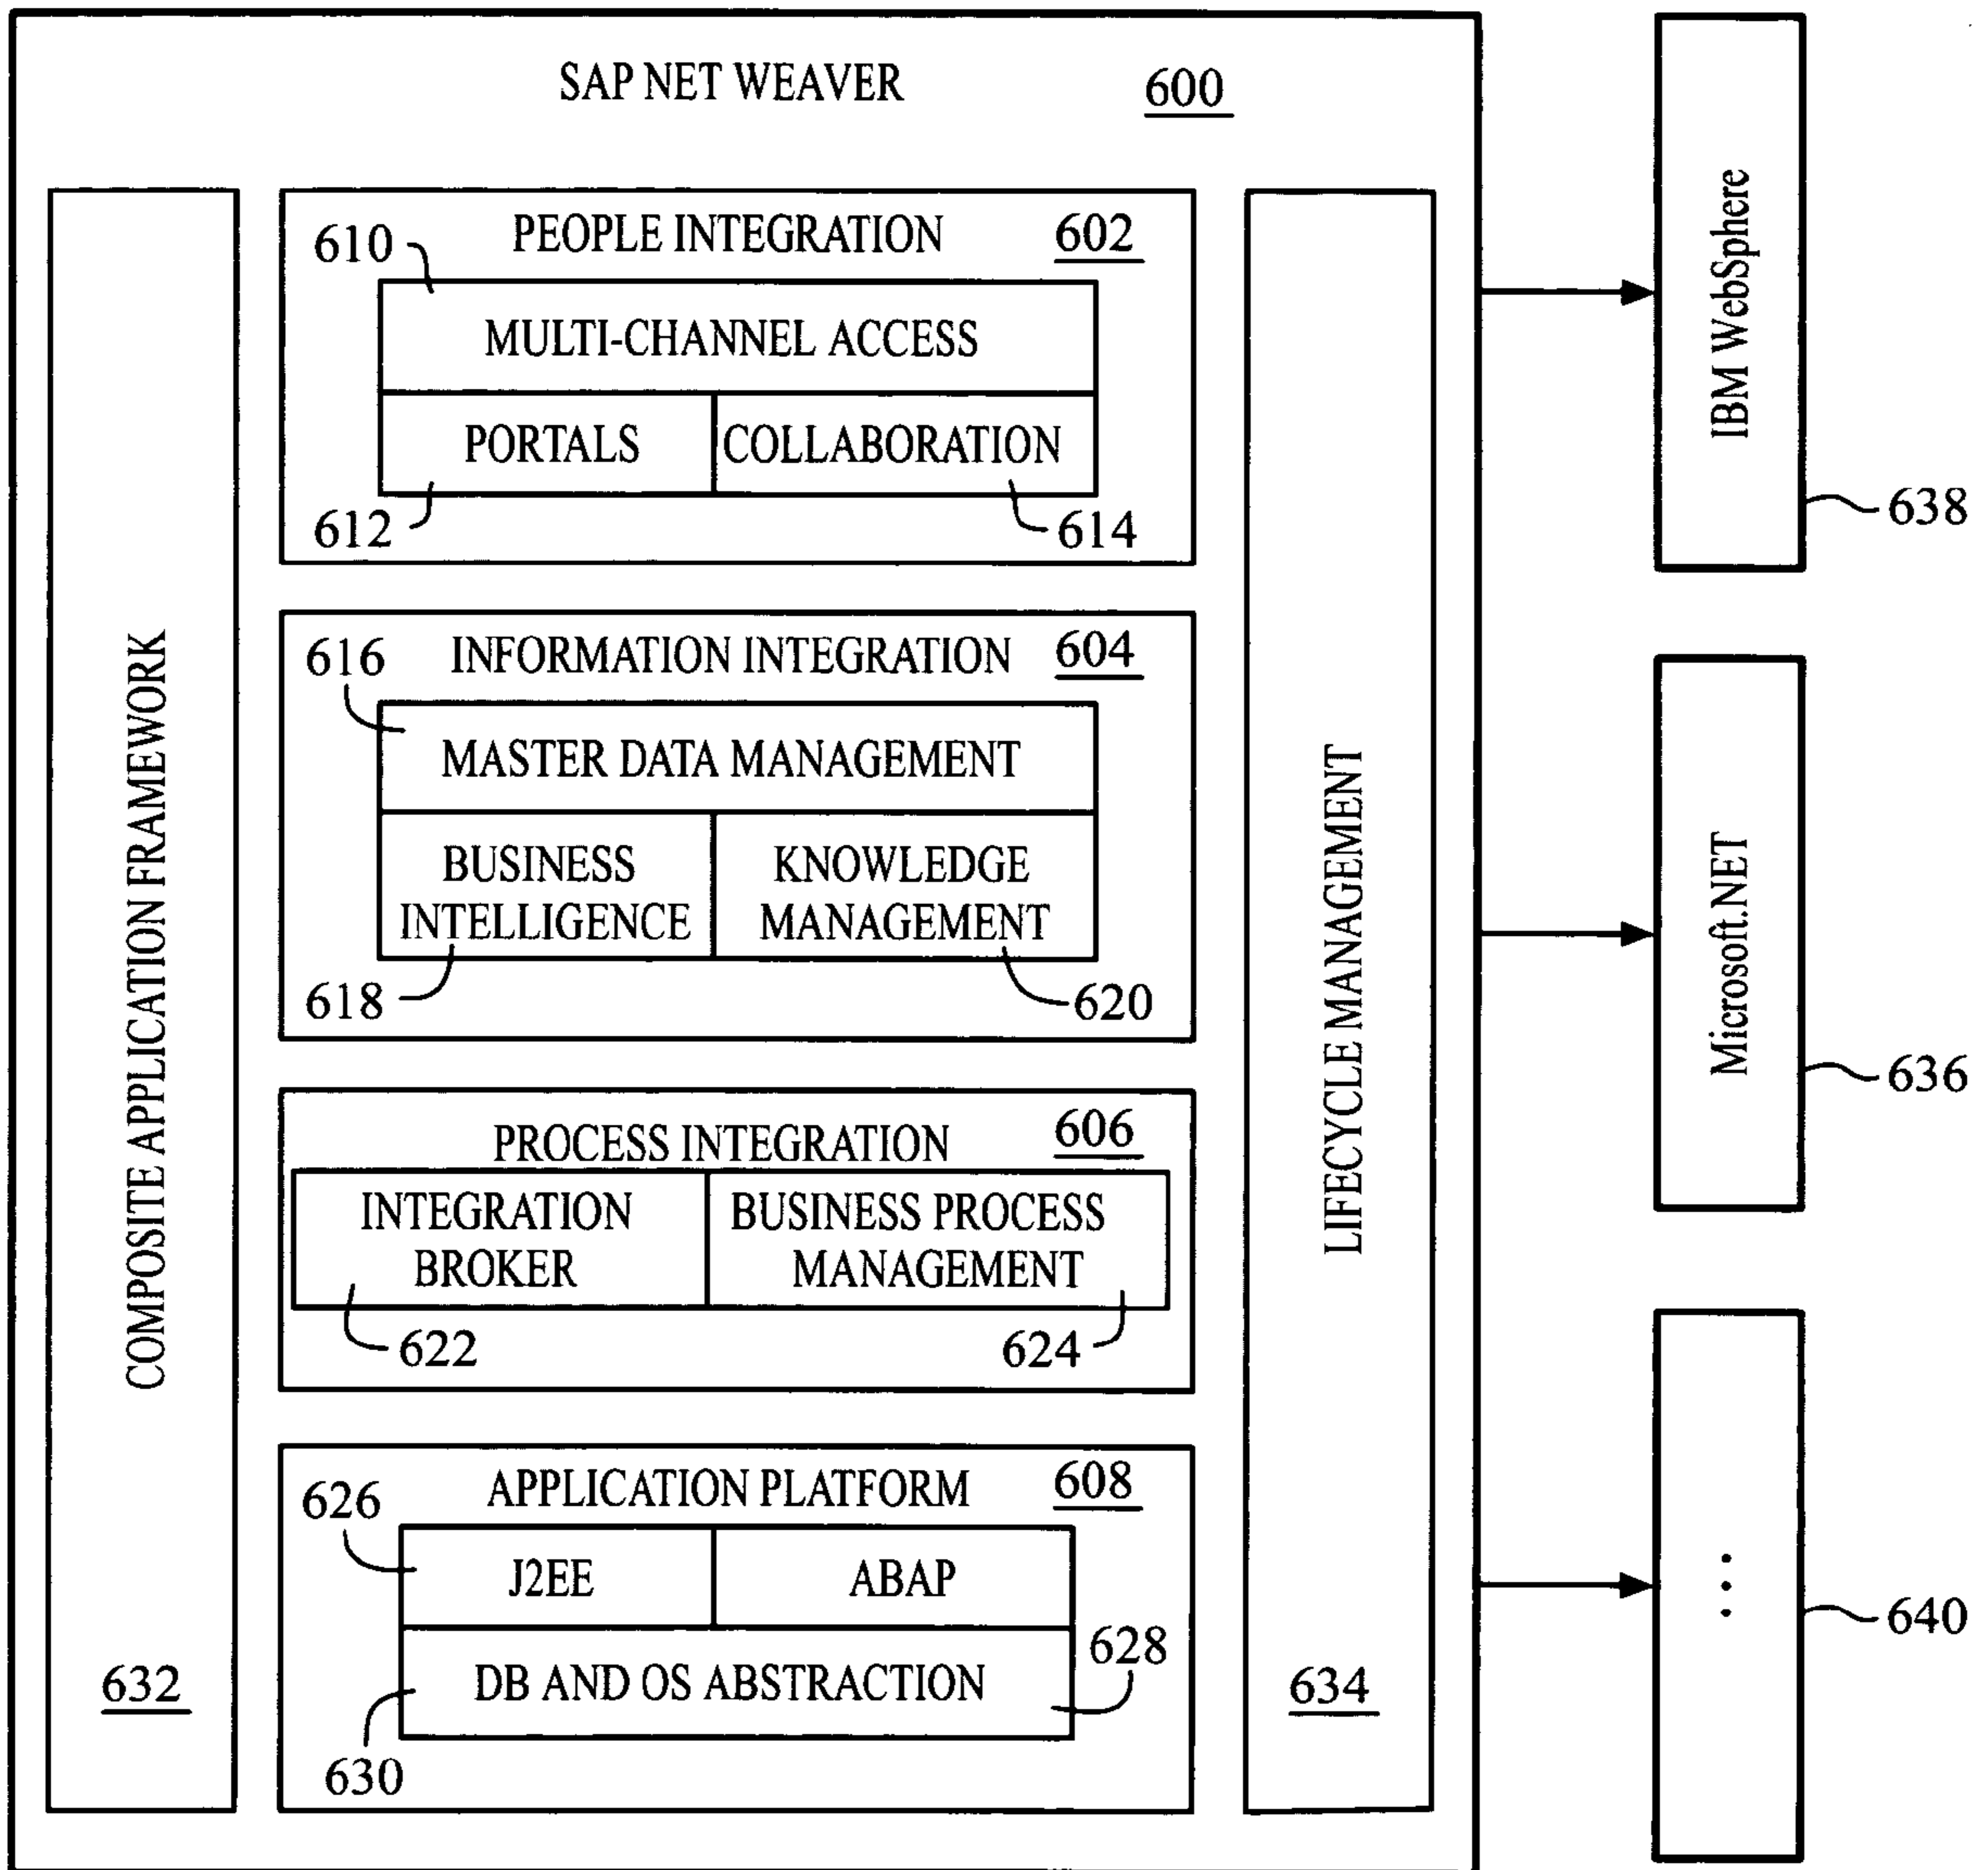 SAP NET WEAVER 600
COMPOSITE APPLICATION FRAMEWORK
632
PEOPLE INTEGRATION 602
610
MULTI-CHANNEL ACCESS
PORTALS
COLLABORATION
612
614
INFORMATION INTEGRATION 604
616
MASTER DATA MANAGEMENT
BUSINESS
INTELLIGENCE
KNOWLEDGE
MANAGEMENT
618
620
PROCESS INTEGRATION 606
INTEGRATION
BROKER
BUSINESS PROCESS
MANAGEMENT
622
624
APPLICATION PLATFORM 608
626
J2EE
ABAP
DB AND OS ABSTRACTION
628
630
LIFECYCLE MANAGEMENT
634
IBM WebSphere
638
Microsoft.NET
636
...
640